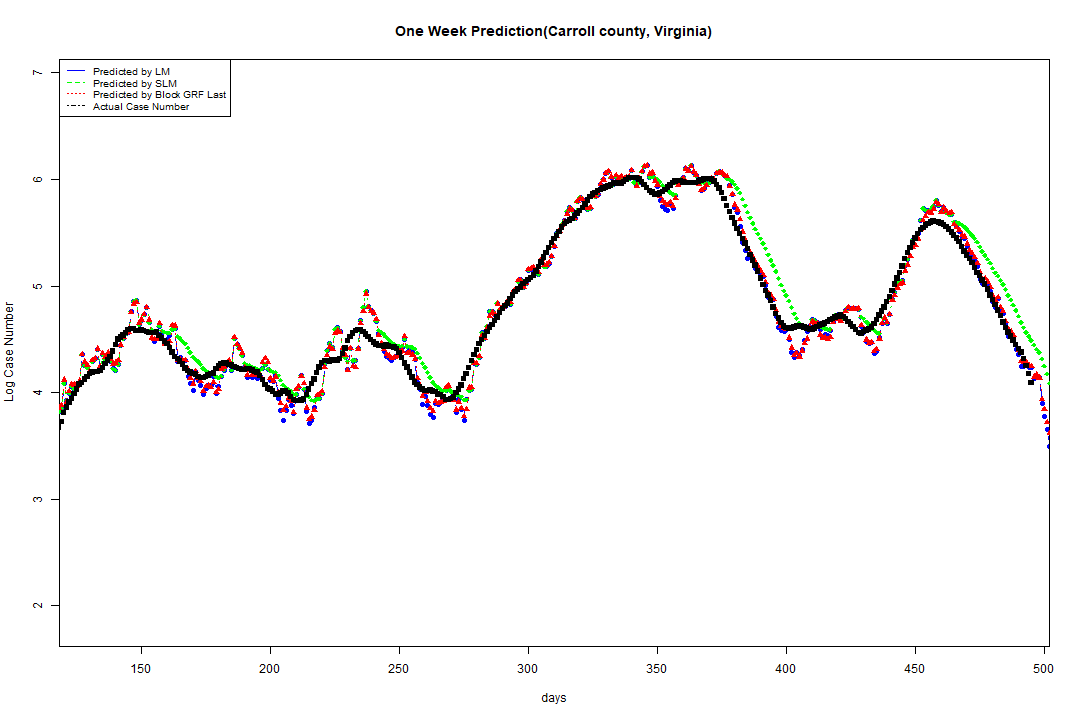 One Week Prediction(Carroll county, Virginia)
Predicted by LM
Predicted by SLM
Predicted by Block GRF Last
Actual Case Number
Log Case Number
7
6
5
4
3
2
150 200 250 300 350 400 450 500
days